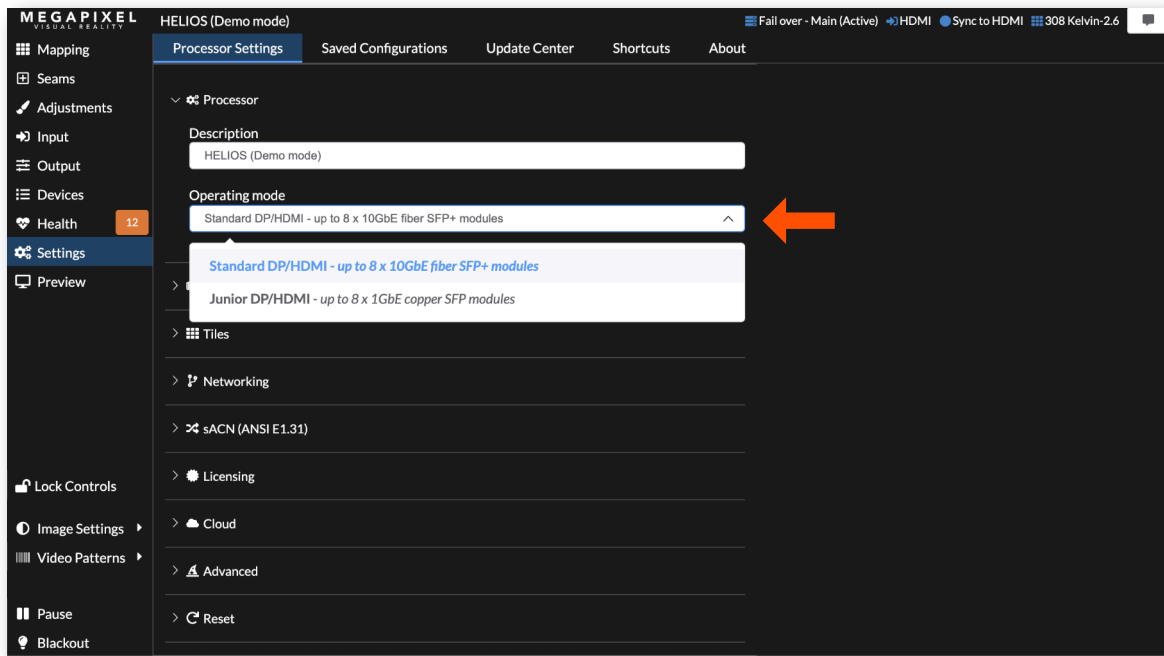 MEGAPIXEL
VISUAL REALITY
HELIOS (Demo mode)
Fail over - Main (Active) HDMI Sync to HDMI 308 Kelvin-2.6
Mapping
Seams
Adjustments
Input
Output
Devices
Health 12
Settings
Preview
Lock Controls
Image Settings
Video Patterns
Pause
Blackout
Processor Settings Saved Configurations Update Center Shortcuts About
Processor
Description
HELIOS (Demo mode)
Operating mode
Standard DP/HDMI - up to 8 x 10GbE fiber SFP+ modules
Standard DP/HDMI - up to 8 x 10GbE fiber SFP+ modules
Junior DP/HDMI - up to 8 x 1GbE copper SFP modules
Tiles
Networking
sACN (ANSI E1.31)
Licensing
Cloud
Advanced
Reset